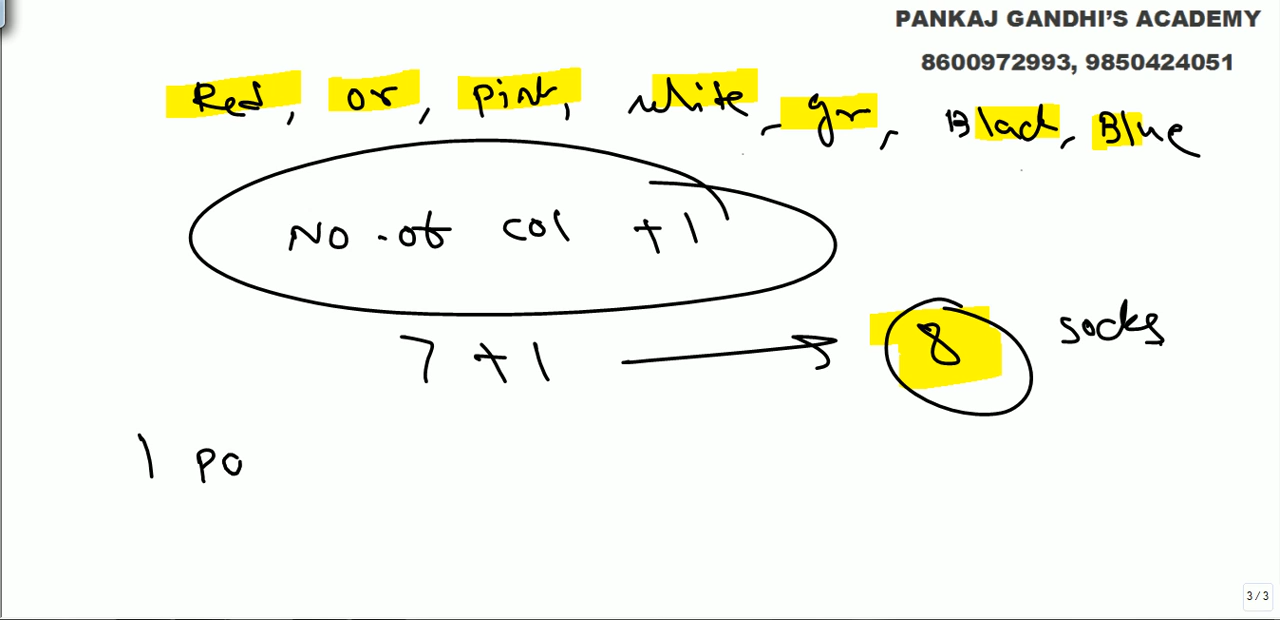 PANKAJ GANDHI'S ACADEMY
8600972993, 9850424051
Red, or, Pink, white, gr, Black, Blue
No. of col + 1
7 + 1 → 8 socks
1 Pa
3 / 3